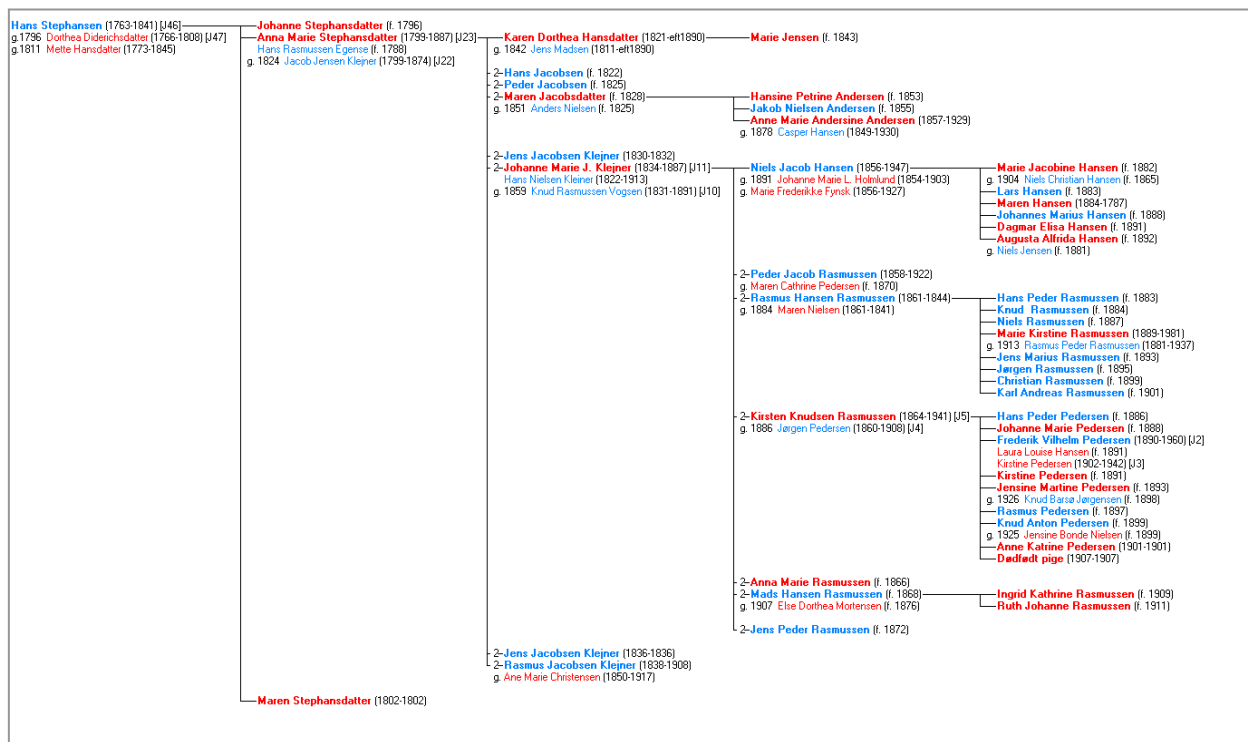 Hans Stephansen (1763-1841) [J46]
g.1796 Dorthea Diderichsdatter (1766-1808) [J47]
g.1811 Mette Hansdatter (1773-1845)
Johanne Stephansdatter (f. 1796)
Anna Marie Stephansdatter (1799-1887) [J23]
Hans Rasmussen Egense (f. 1788)
g. 1824 Jacob Jensen Klejner (1799-1874) [J22]
Karen Dorthea Hansdatter (1821-eft1890)
g. 1842 Jens Madsen (1811-eft1890)
Marie Jensen (f. 1843)
2 Hans Jacobsen (f. 1822)
2 Peder Jacobsen (f. 1825)
2 Maren Jacobsdatter (f. 1828)
g. 1851 Anders Nielsen (f. 1825)
Hansine Petrine Andersen (f. 1853)
Jakob Nielsen Andersen (f. 1855)
Anne Marie Andersine Andersen (1857-1929)
g. 1878 Casper Hansen (1849-1930)
2 Jens Jacobsen Klejner (1830-1832)
2 Johanne Marie J. Klejner (1834-1887) [J11]
Hans Nielsen Klejner (1822-1913)
g. 1859 Knud Rasmussen Vogsen (1831-1891) [J10]
Niels Jacob Hansen (1856-1947)
g. 1891 Johanne Marie L. Holmlund (1854-1903)
g. Marie Frederikke Fynsk (1856-1927)
Marie Jacobine Hansen (f. 1882)
g. 1904 Niels Christian Hansen (f. 1865)
Lars Hansen (f. 1883)
Maren Hansen (1884-1787)
Johannes Marius Hansen (f. 1888)
Dagmar Elisa Hansen (f. 1891)
Augusta Alfrida Hansen (f. 1892)
g. Niels Jensen (f. 1881)
2 Peder Jacob Rasmussen (1858-1922)
g. Maren Cathrine Pedersen (f. 1870)
2 Rasmus Hansen Rasmussen (1861-1844)
g. 1884 Maren Nielsen (1861-1841)
Hans Peder Rasmussen (f. 1883)
Knud Rasmussen (f. 1884)
Niels Rasmussen (f. 1887)
Marie Kirstine Rasmussen (1889-1981)
g. 1913 Rasmus Peder Rasmussen (1881-1937)
Jens Marius Rasmussen (f. 1893)
Jørgen Rasmussen (f. 1895)
Christian Rasmussen (f. 1899)
Karl Andreas Rasmussen (f. 1901)
2 Kirsten Knudsen Rasmussen (1864-1941) [J5]
g. 1886 Jørgen Pedersen (1860-1908) [J4]
Hans Peder Pedersen (f. 1886)
Johanne Marie Pedersen (f. 1888)
Frederik Vilhelm Pedersen (1890-1960) [J2]
Laura Louise Hansen (f. 1891)
Kirstine Pedersen (1902-1942) [J3]
Kirstine Pedersen (f. 1891)
Jensine Martine Pedersen (f. 1893)
g. 1926 Knud Barsø Jørgensen (f. 1898)
Rasmus Pedersen (f. 1897)
Knud Anton Pedersen (f. 1899)
g. 1925 Jensine Bonde Nielsen (f. 1899)
Anne Katrine Pedersen (1901-1901)
Dødfødt pige (1907-1907)
2 Anna Marie Rasmussen (f. 1866)
2 Mads Hansen Rasmussen (f. 1868)
g. 1907 Else Dorthea Mortensen (f. 1876)
Ingrid Kathrine Rasmussen (f. 1909)
Ruth Johanne Rasmussen (f. 1911)
2 Jens Peder Rasmussen (f. 1872)
2 Jens Jacobsen Klejner (1836-1836)
2 Rasmus Jacobsen Klejner (1838-1908)
g. Ane Marie Christensen (1850-1917)
Maren Stephansdatter (1802-1802)